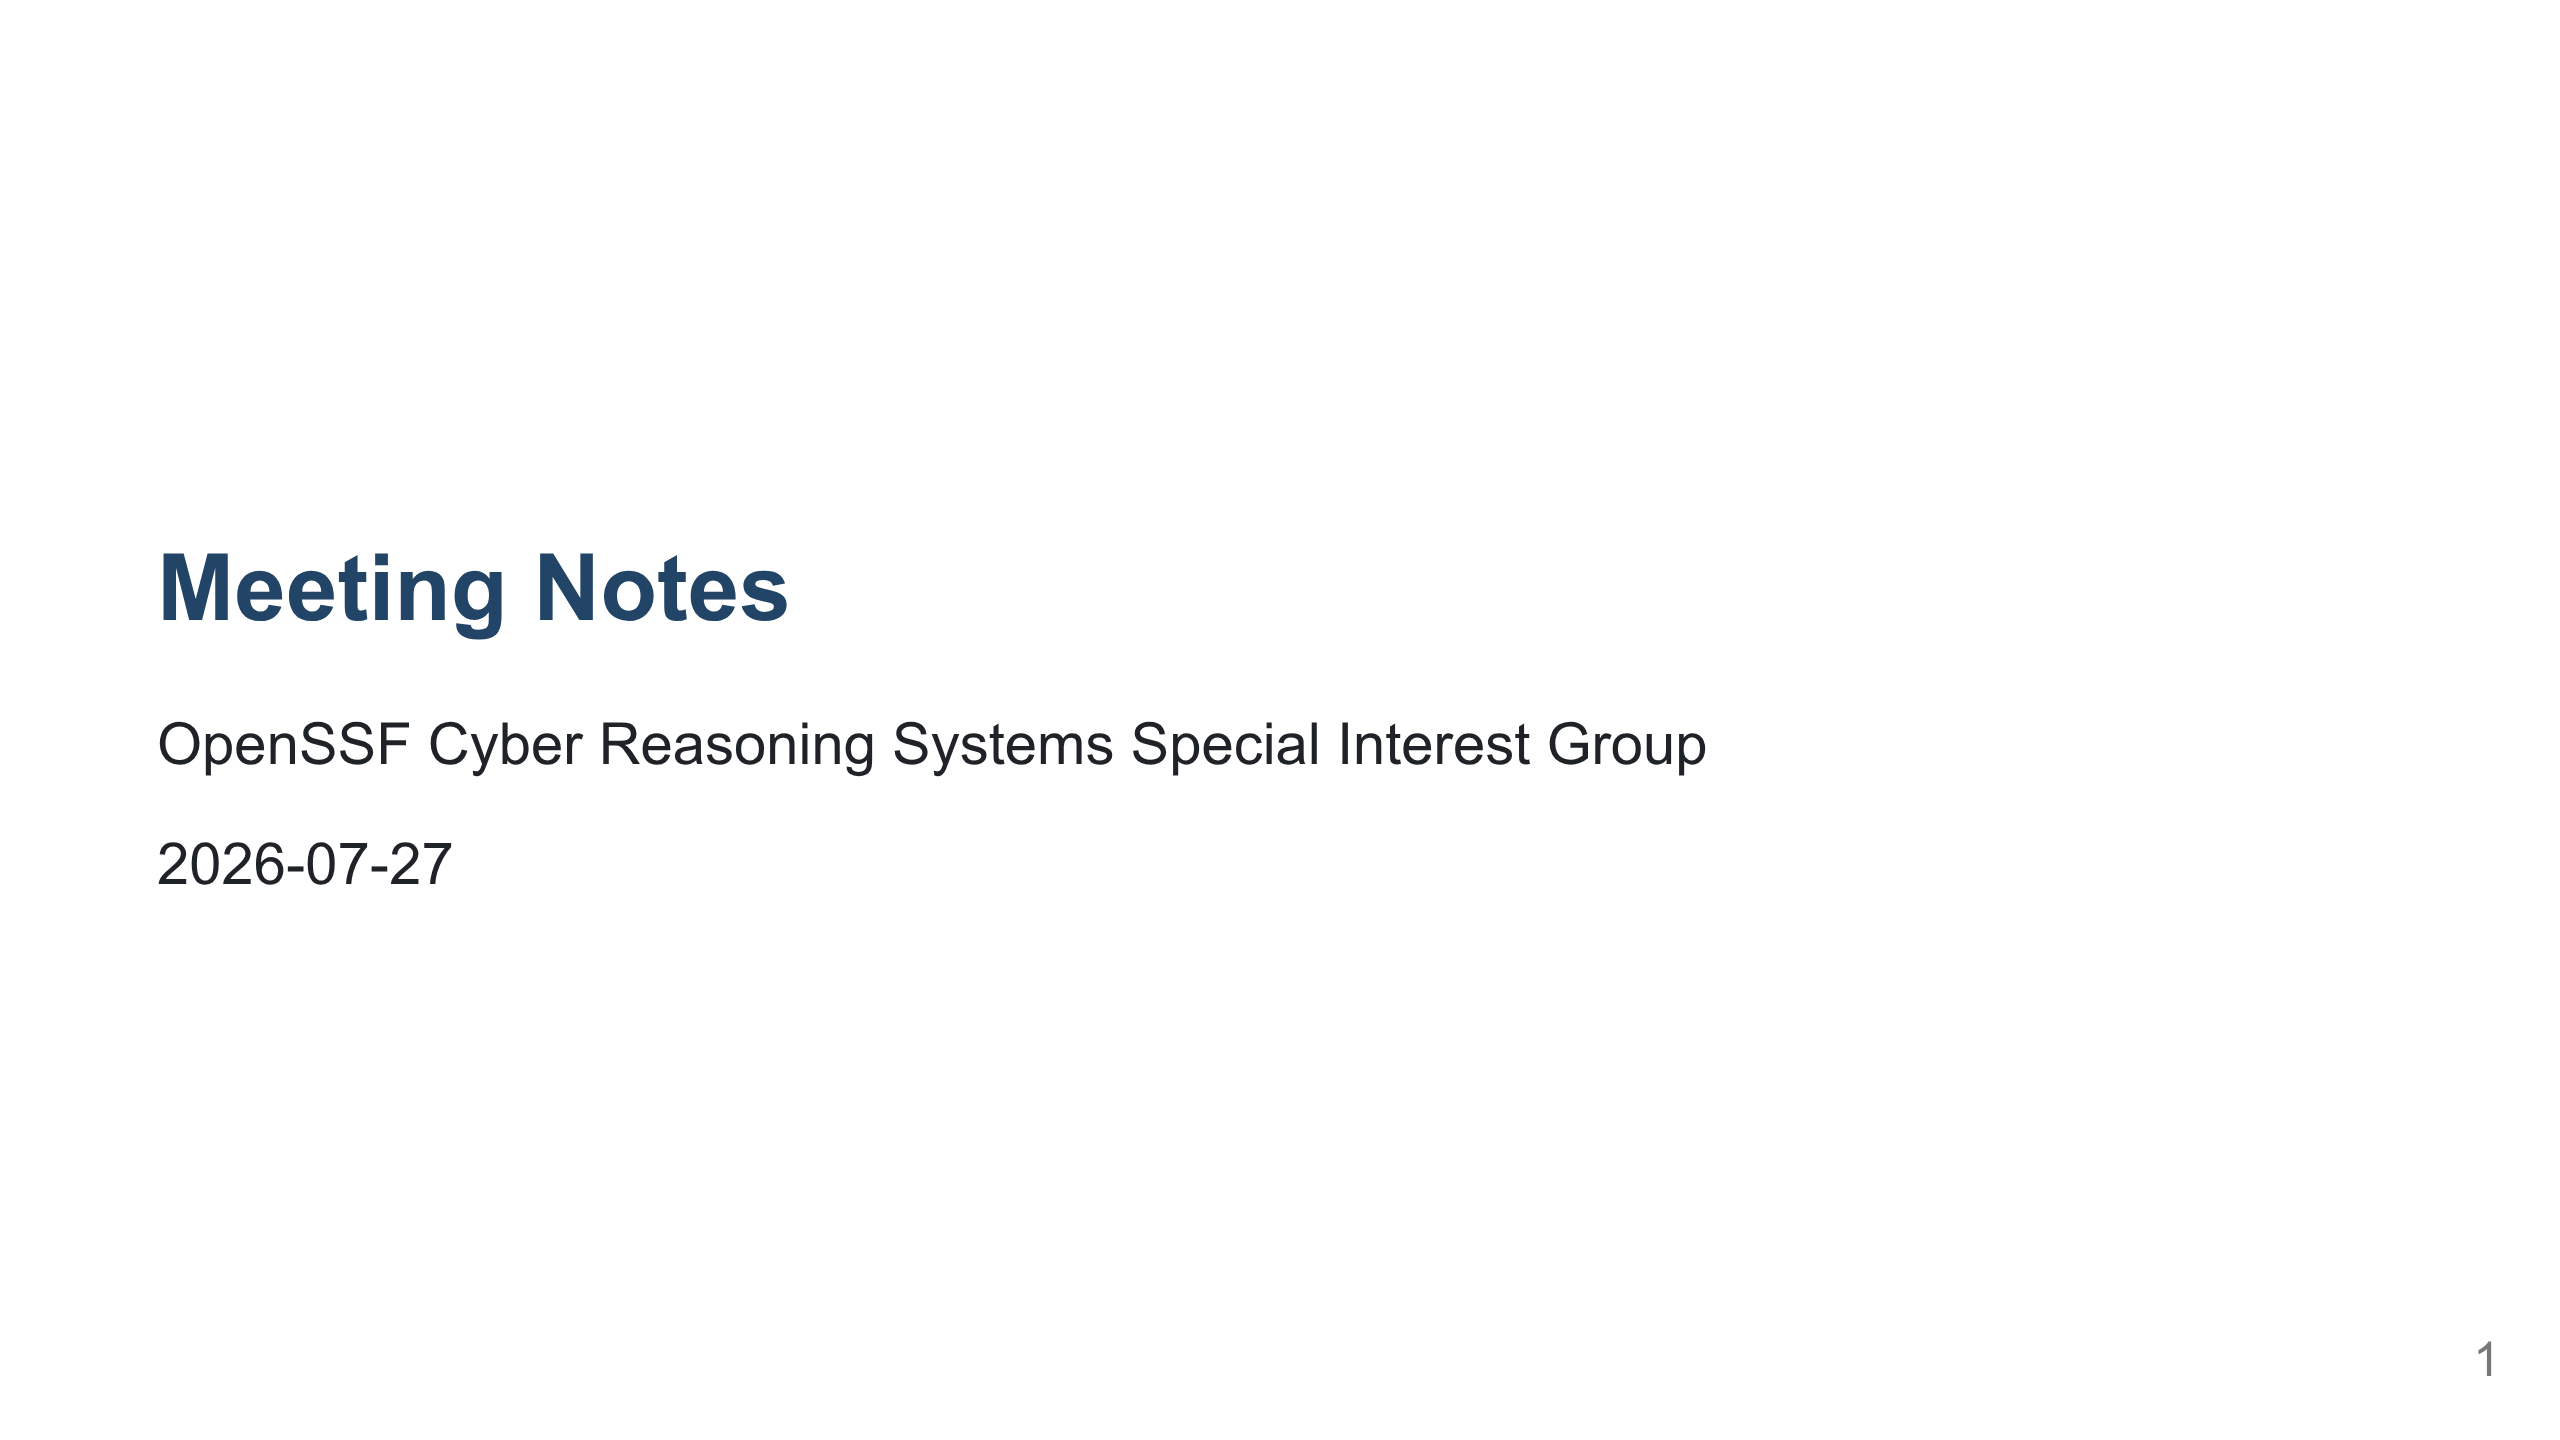 Meeting Notes
OpenSSF Cyber Reasoning Systems Special Interest Group
2026-07-27
1